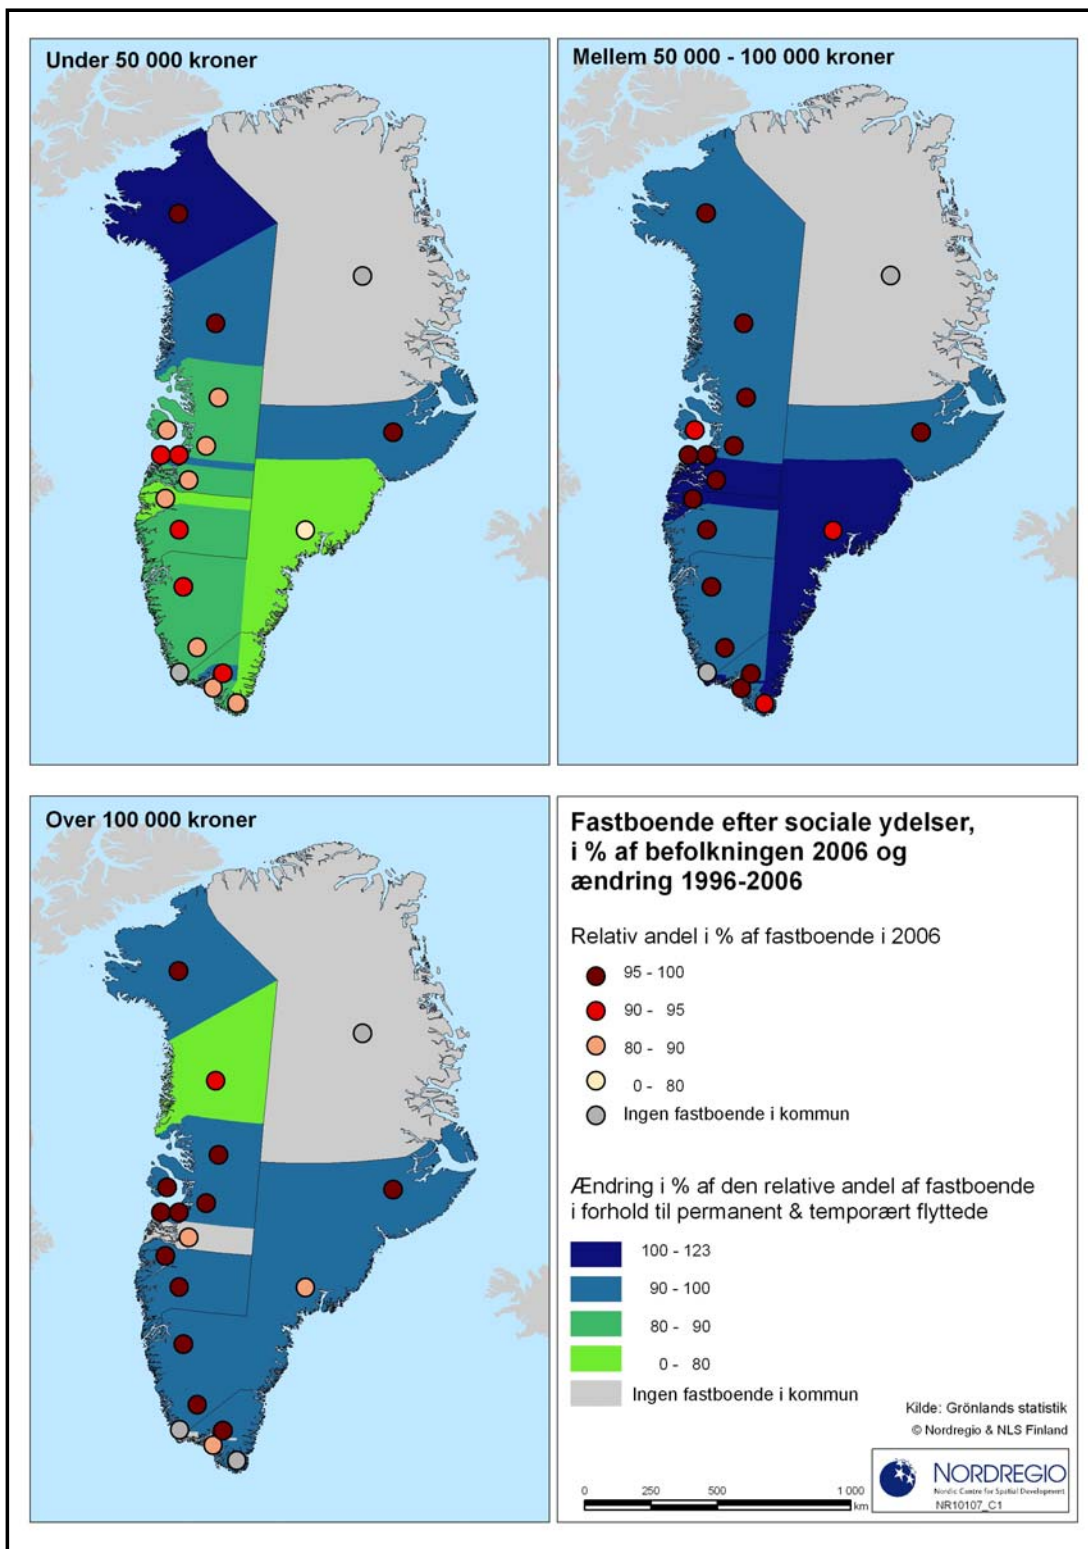 Under 50 000 kroner
Mellem 50 000 - 100 000 kroner
Over 100 000 kroner
Fastboende efter sociale ydelser,
i % af befolkningen 2006 og
ændring 1996-2006
Relativ andel i % af fastboende i 2006
95 - 100
90 - 95
80 - 90
0 - 80
Ingen fastboende i kommun
Ændring i % af den relative andel af fastboende
i forhold til permanent & temporært flyttede
100 - 123
90 - 100
80 - 90
0 - 80
Ingen fastboende i kommun
Kilde: Grönlands statistik
© Nordregio & NLS Finland
0 250 500 1 000
km
NORDREGIO
Nordic Centre for Spatial Development
NR10107_C1